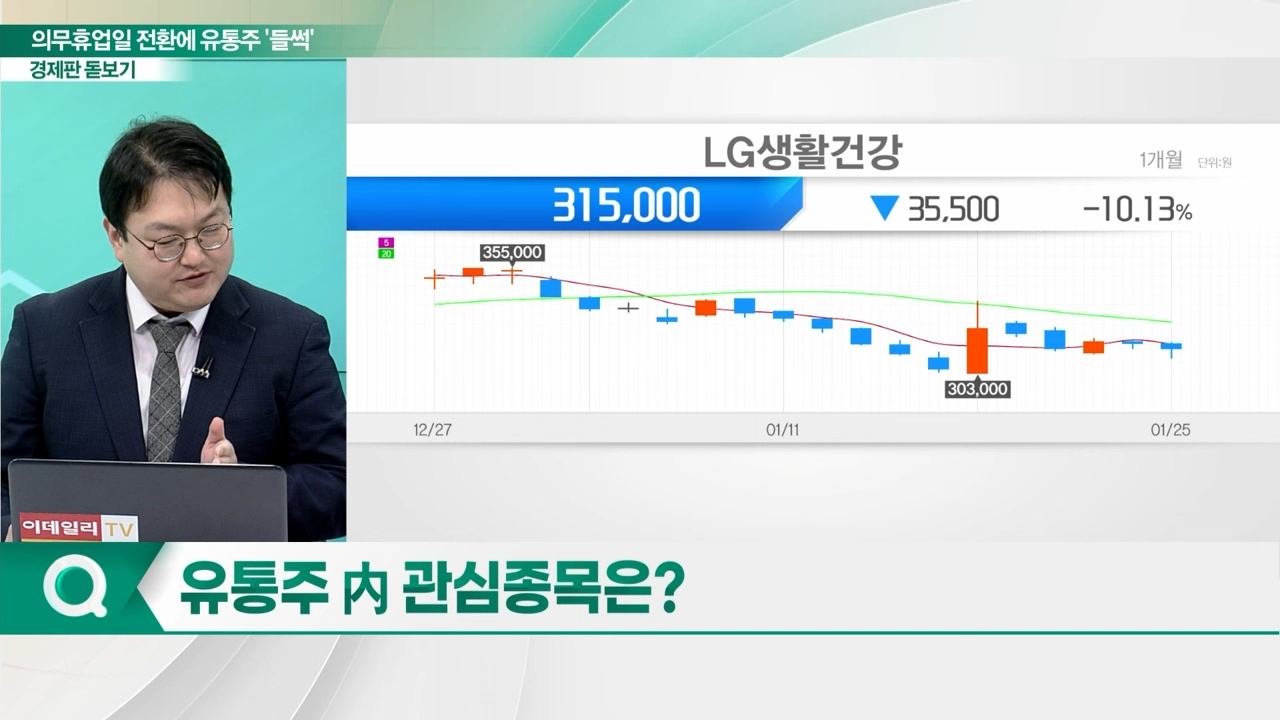 의무휴업일 전환에 유통주 '들썩'
경제판 돋보기
LG생활건강
1개월 단위:원
315,000 ▼ 35,500 -10.13%
5
20
355,000
303,000
12/27 01/11 01/25
이데일리 TV
유통주 內 관심종목은?